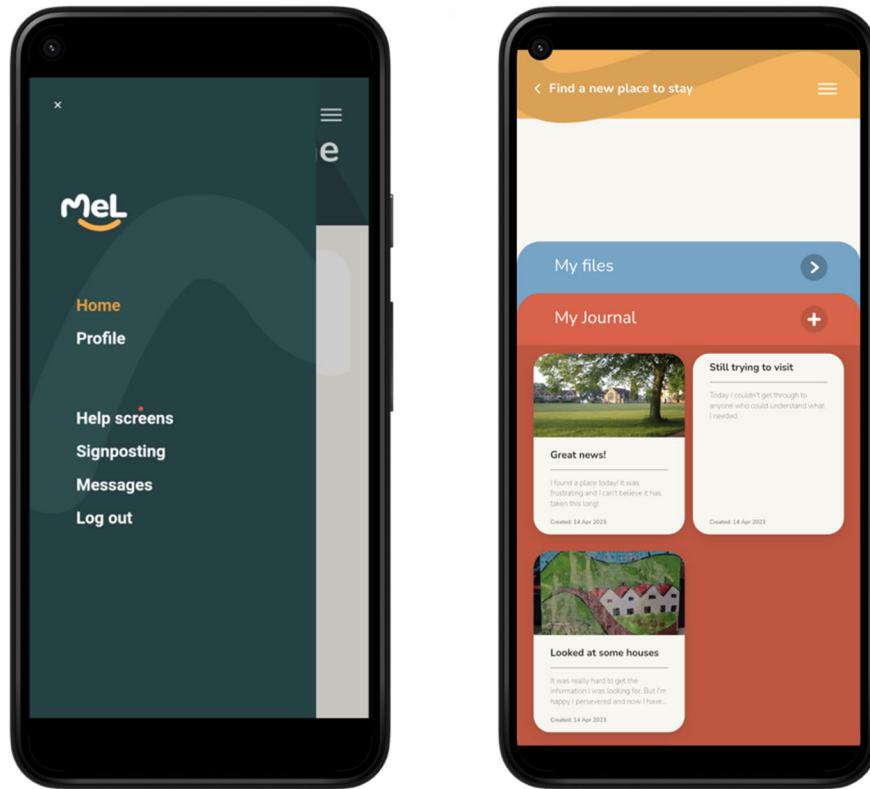 ×
e
MeL
Home
Profile
Help screens
Signposting
Messages
Log out
Find a new place to stay
My files
My Journal
Great news!
I found a place today! It was
frustrating and I can't believe it has
taken this long!
Created: 14 Apr 2023
Still trying to visit
Today I couldn't get through to
anyone who could understand what
I needed.
Created: 14 Apr 2023
Looked at some houses
It was really hard to get the
information I was looking for. But I'm
happy I persevered and now I have...
Created: 14 Apr 2023